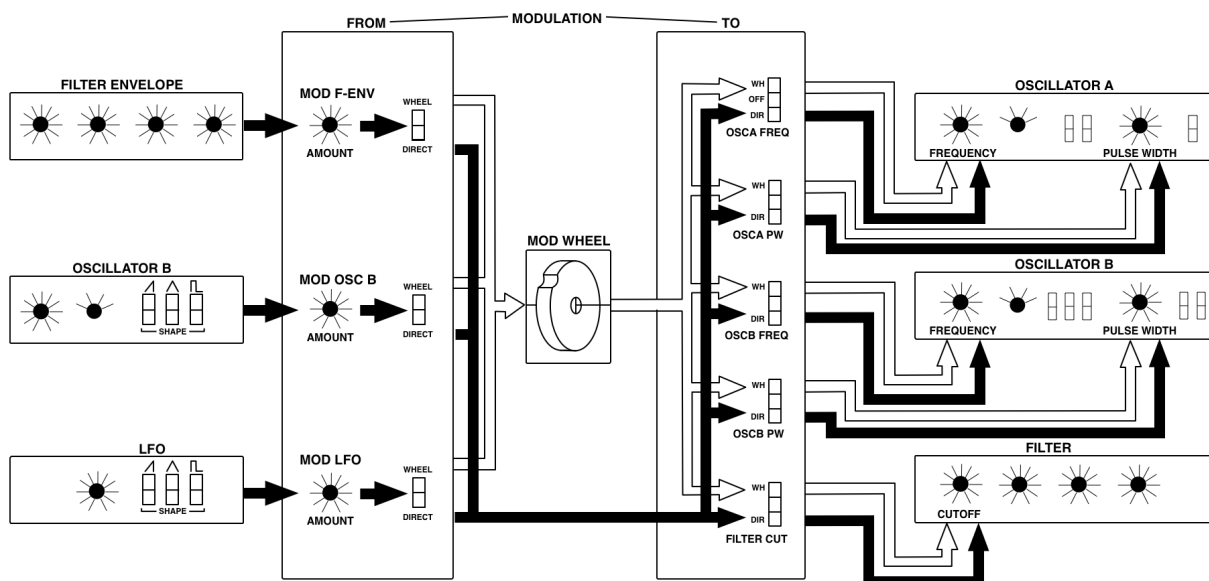 FROM
MODULATION
TO
FILTER ENVELOPE
MOD F-ENV
WHEEL
AMOUNT
DIRECT
OSCILLATOR B
SHAPE
MOD OSC B
WHEEL
AMOUNT
DIRECT
LFO
SHAPE
MOD LFO
WHEEL
AMOUNT
DIRECT
MOD WHEEL
WH
OFF
DIR
OSCA FREQ
WH
DIR
OSCA PW
WH
DIR
OSCB FREQ
WH
DIR
OSCB PW
WH
DIR
FILTER CUT
OSCILLATOR A
FREQUENCY
PULSE WIDTH
OSCILLATOR B
FREQUENCY
PULSE WIDTH
FILTER
CUTOFF